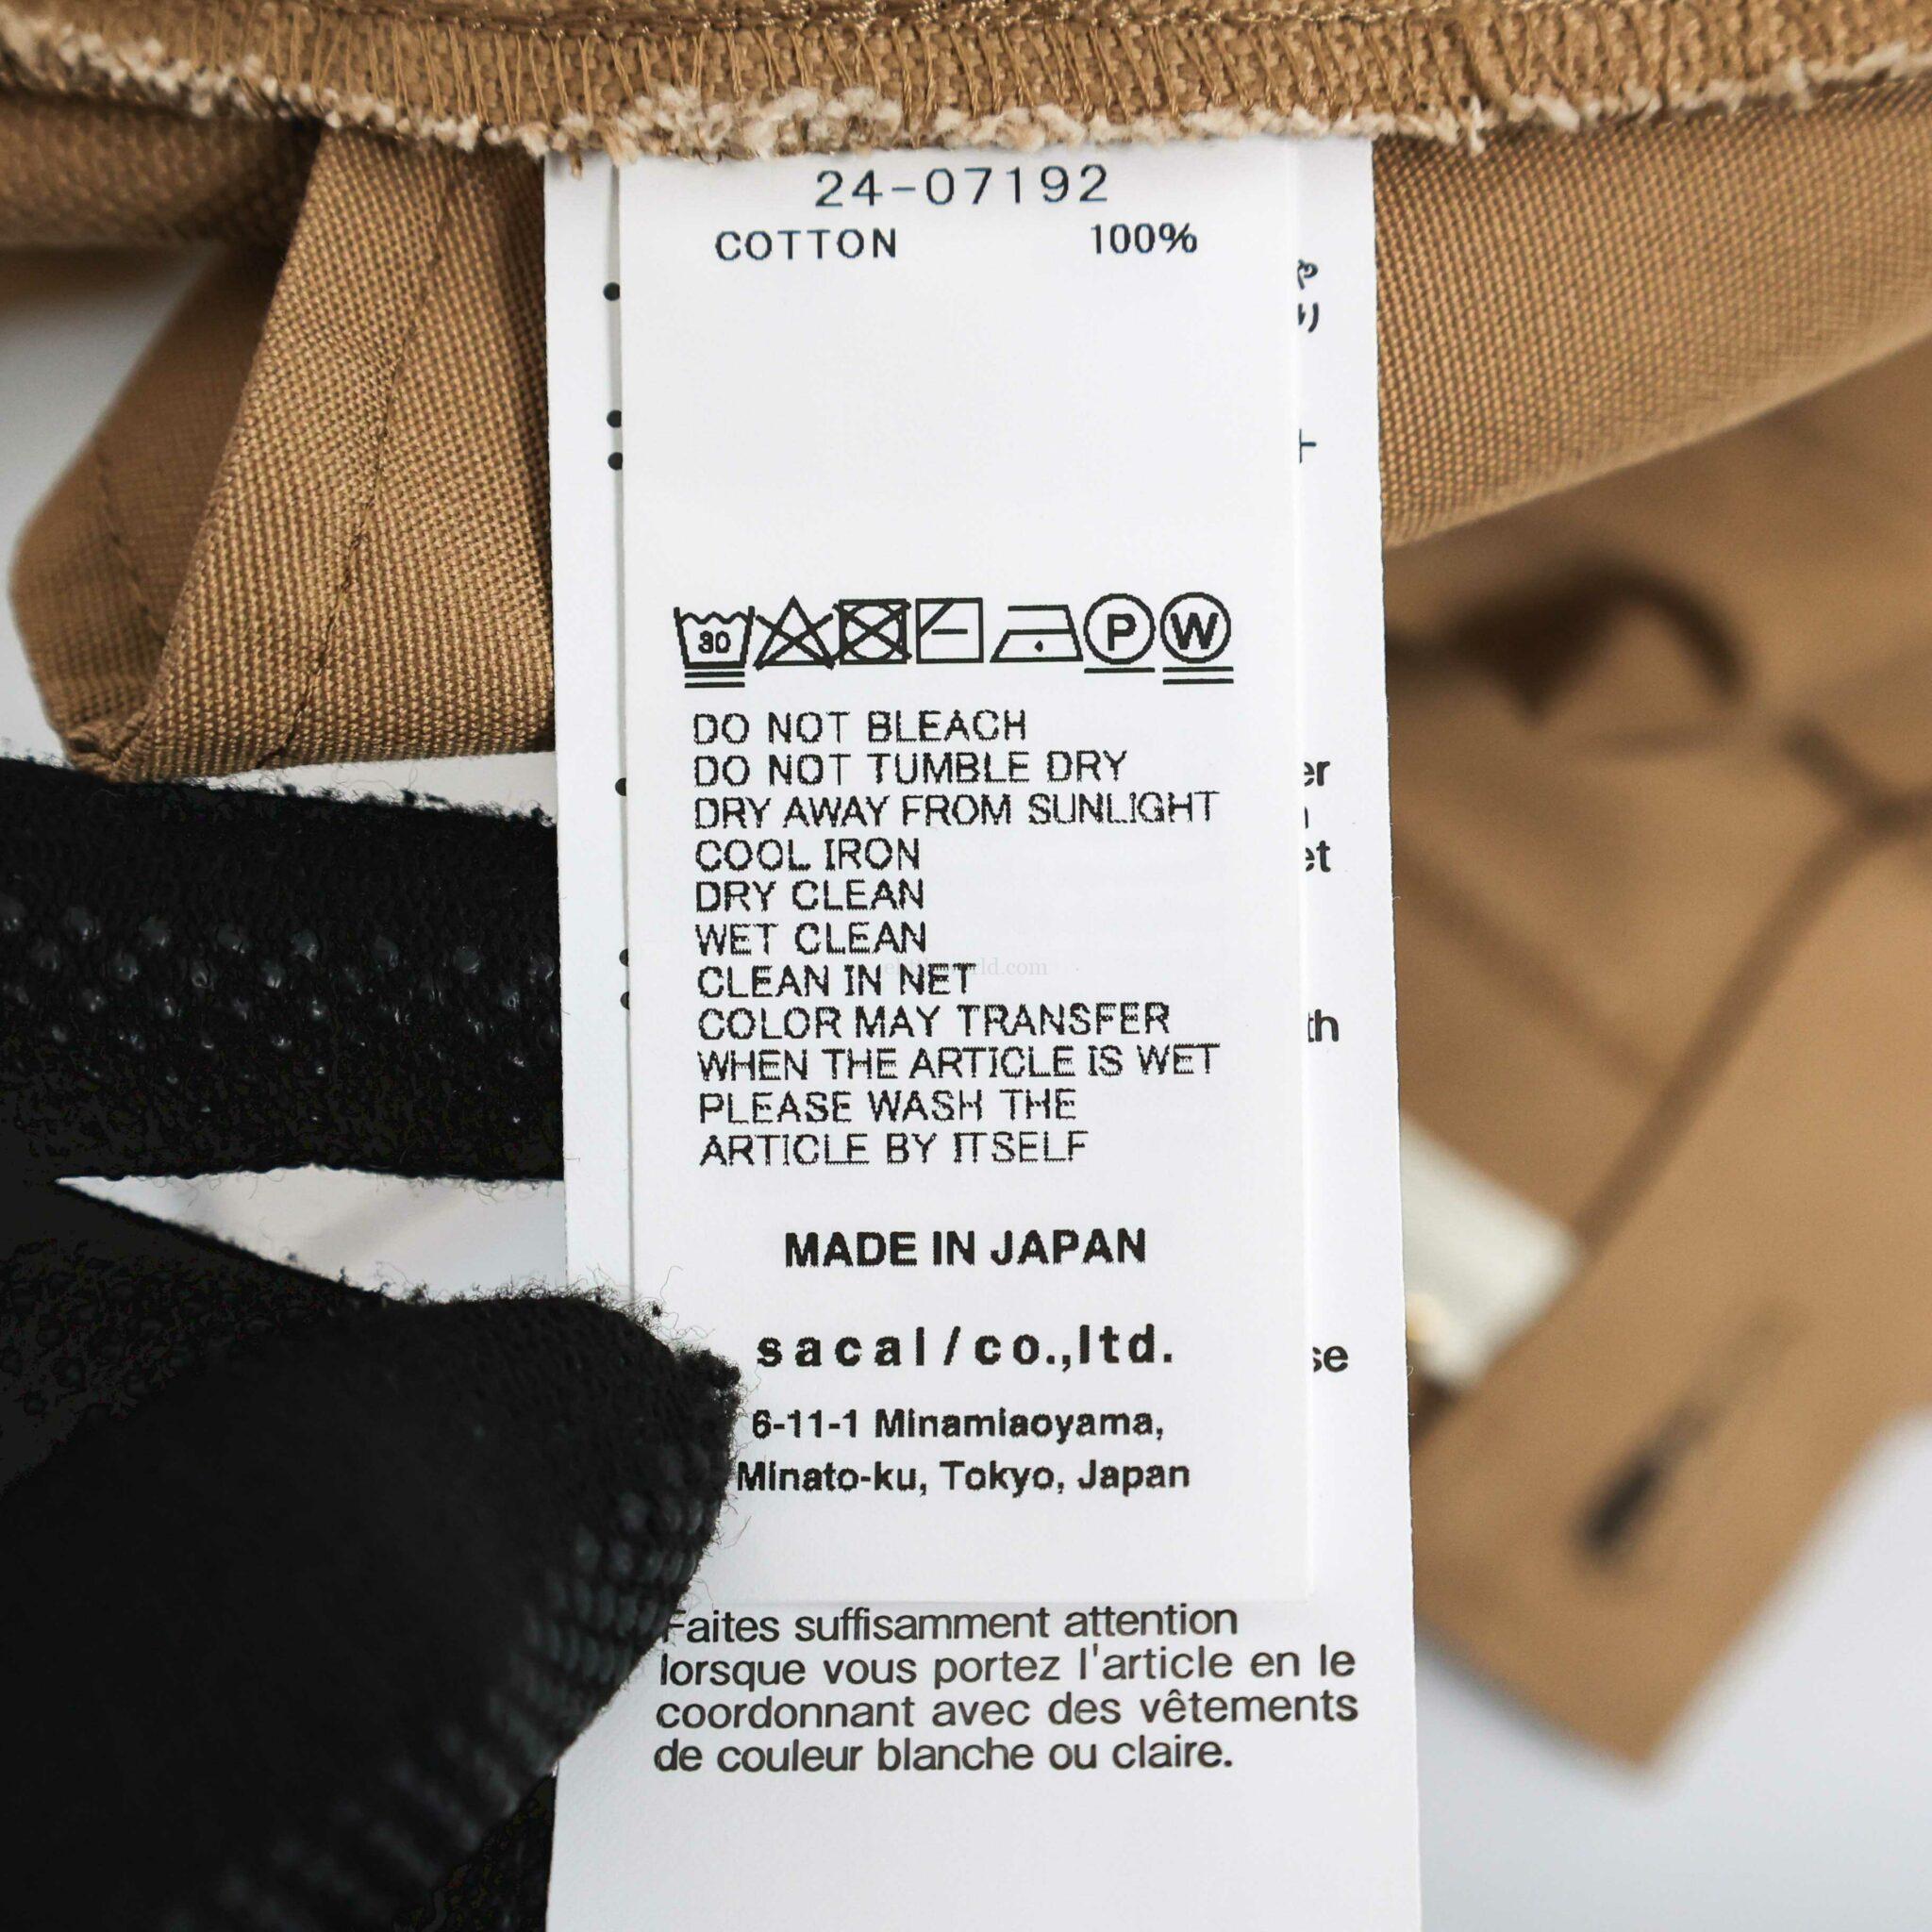 24-07192
COTTON 100%
30 P W
DO NOT BLEACH
DO NOT TUMBLE DRY
DRY AWAY FROM SUNLIGHT
COOL IRON
DRY CLEAN
WET CLEAN
CLEAN IN NET
COLOR MAY TRANSFER
WHEN THE ARTICLE IS WET
PLEASE WASH THE
ARTICLE BY ITSELF
MADE IN JAPAN
sacai/co.,ltd.
6-11-1 Minamiaoyama,
Minato-ku, Tokyo, Japan
Faites suffisamment attention
lorsque vous portez l'article en le
coordonnant avec des vêtements
de couleur blanche ou claire.